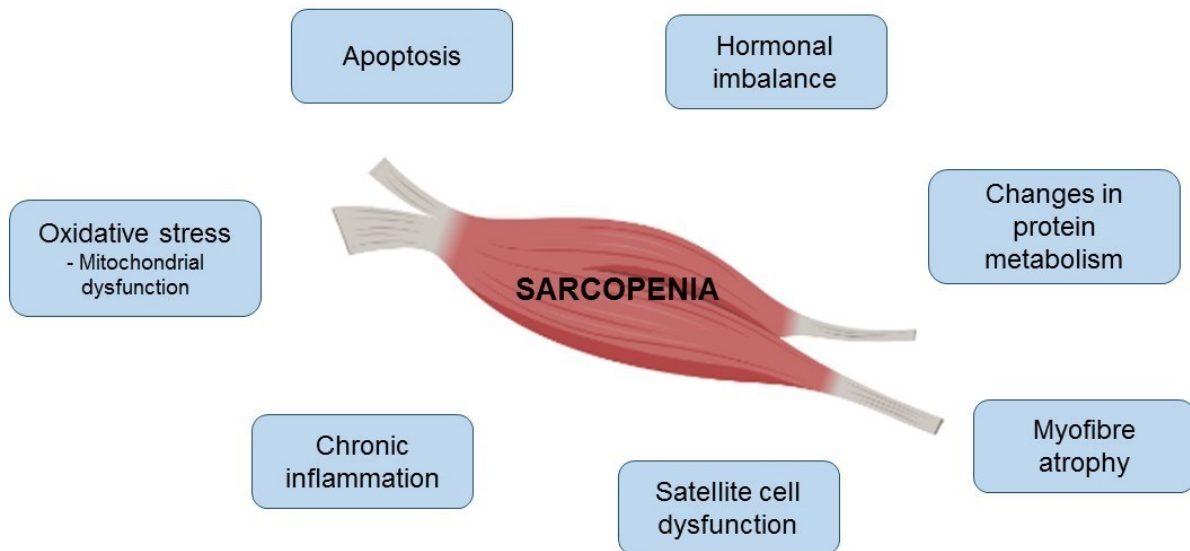 Apoptosis
Hormonal
imbalance
Changes in
protein
metabolism
Oxidative stress
- Mitochondrial
dysfunction
SARCOPENIA
Myofibre
atrophy
Chronic
inflammation
Satellite cell
dysfunction